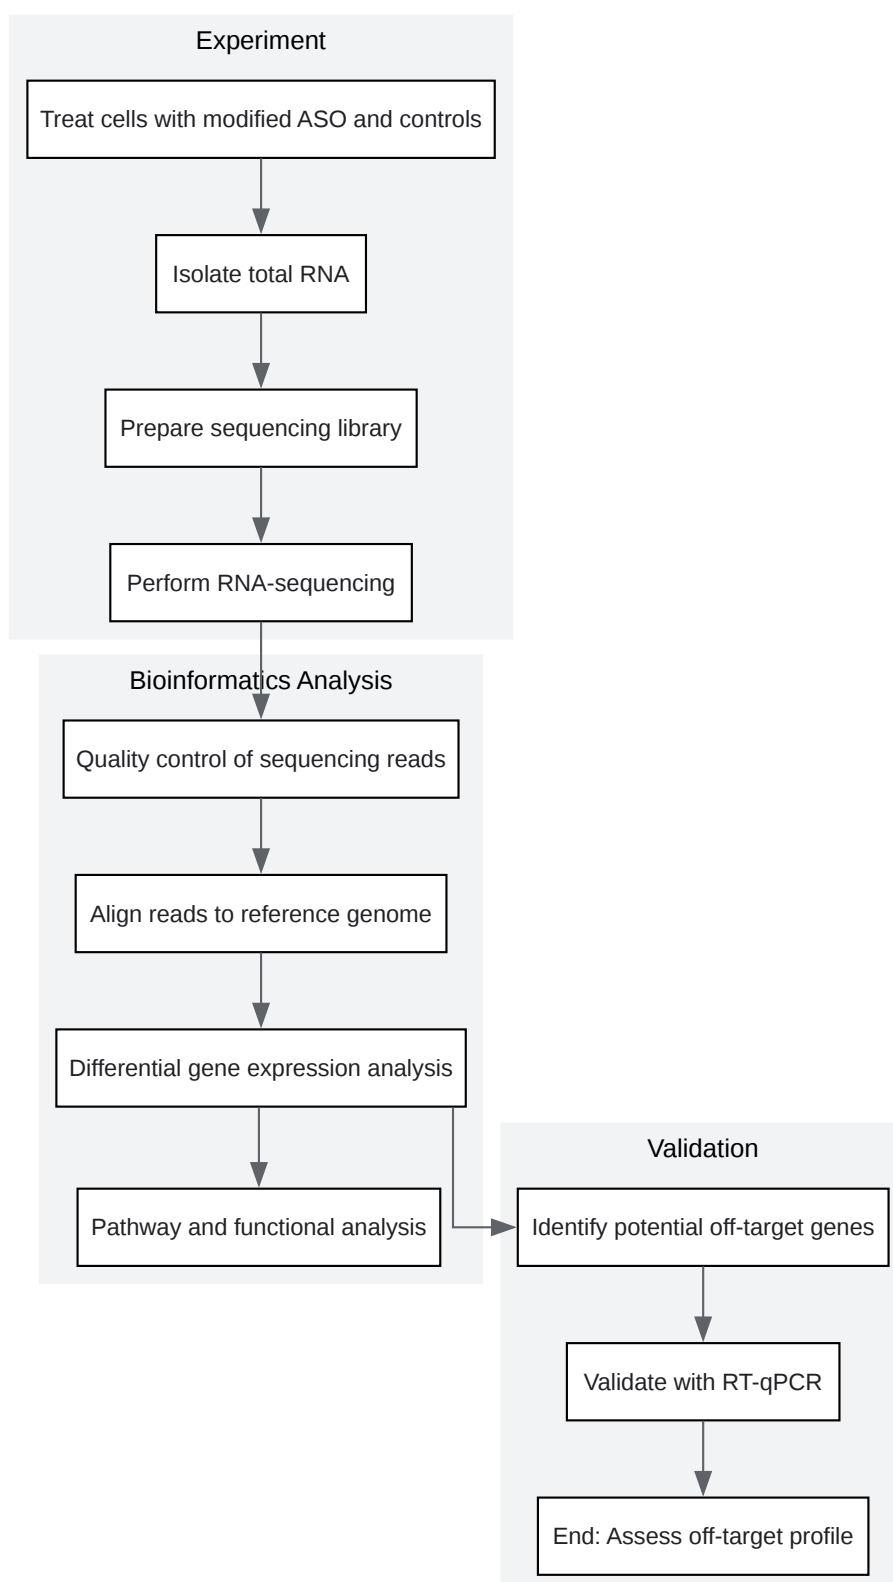 Experiment
Treat cells with modified ASO and controls
Isolate total RNA
Prepare sequencing library
Perform RNA-sequencing
Bioinformatics Analysis
Quality control of sequencing reads
Align reads to reference genome
Differential gene expression analysis
Pathway and functional analysis
Validation
Identify potential off-target genes
Validate with RT-qPCR
End: Assess off-target profile